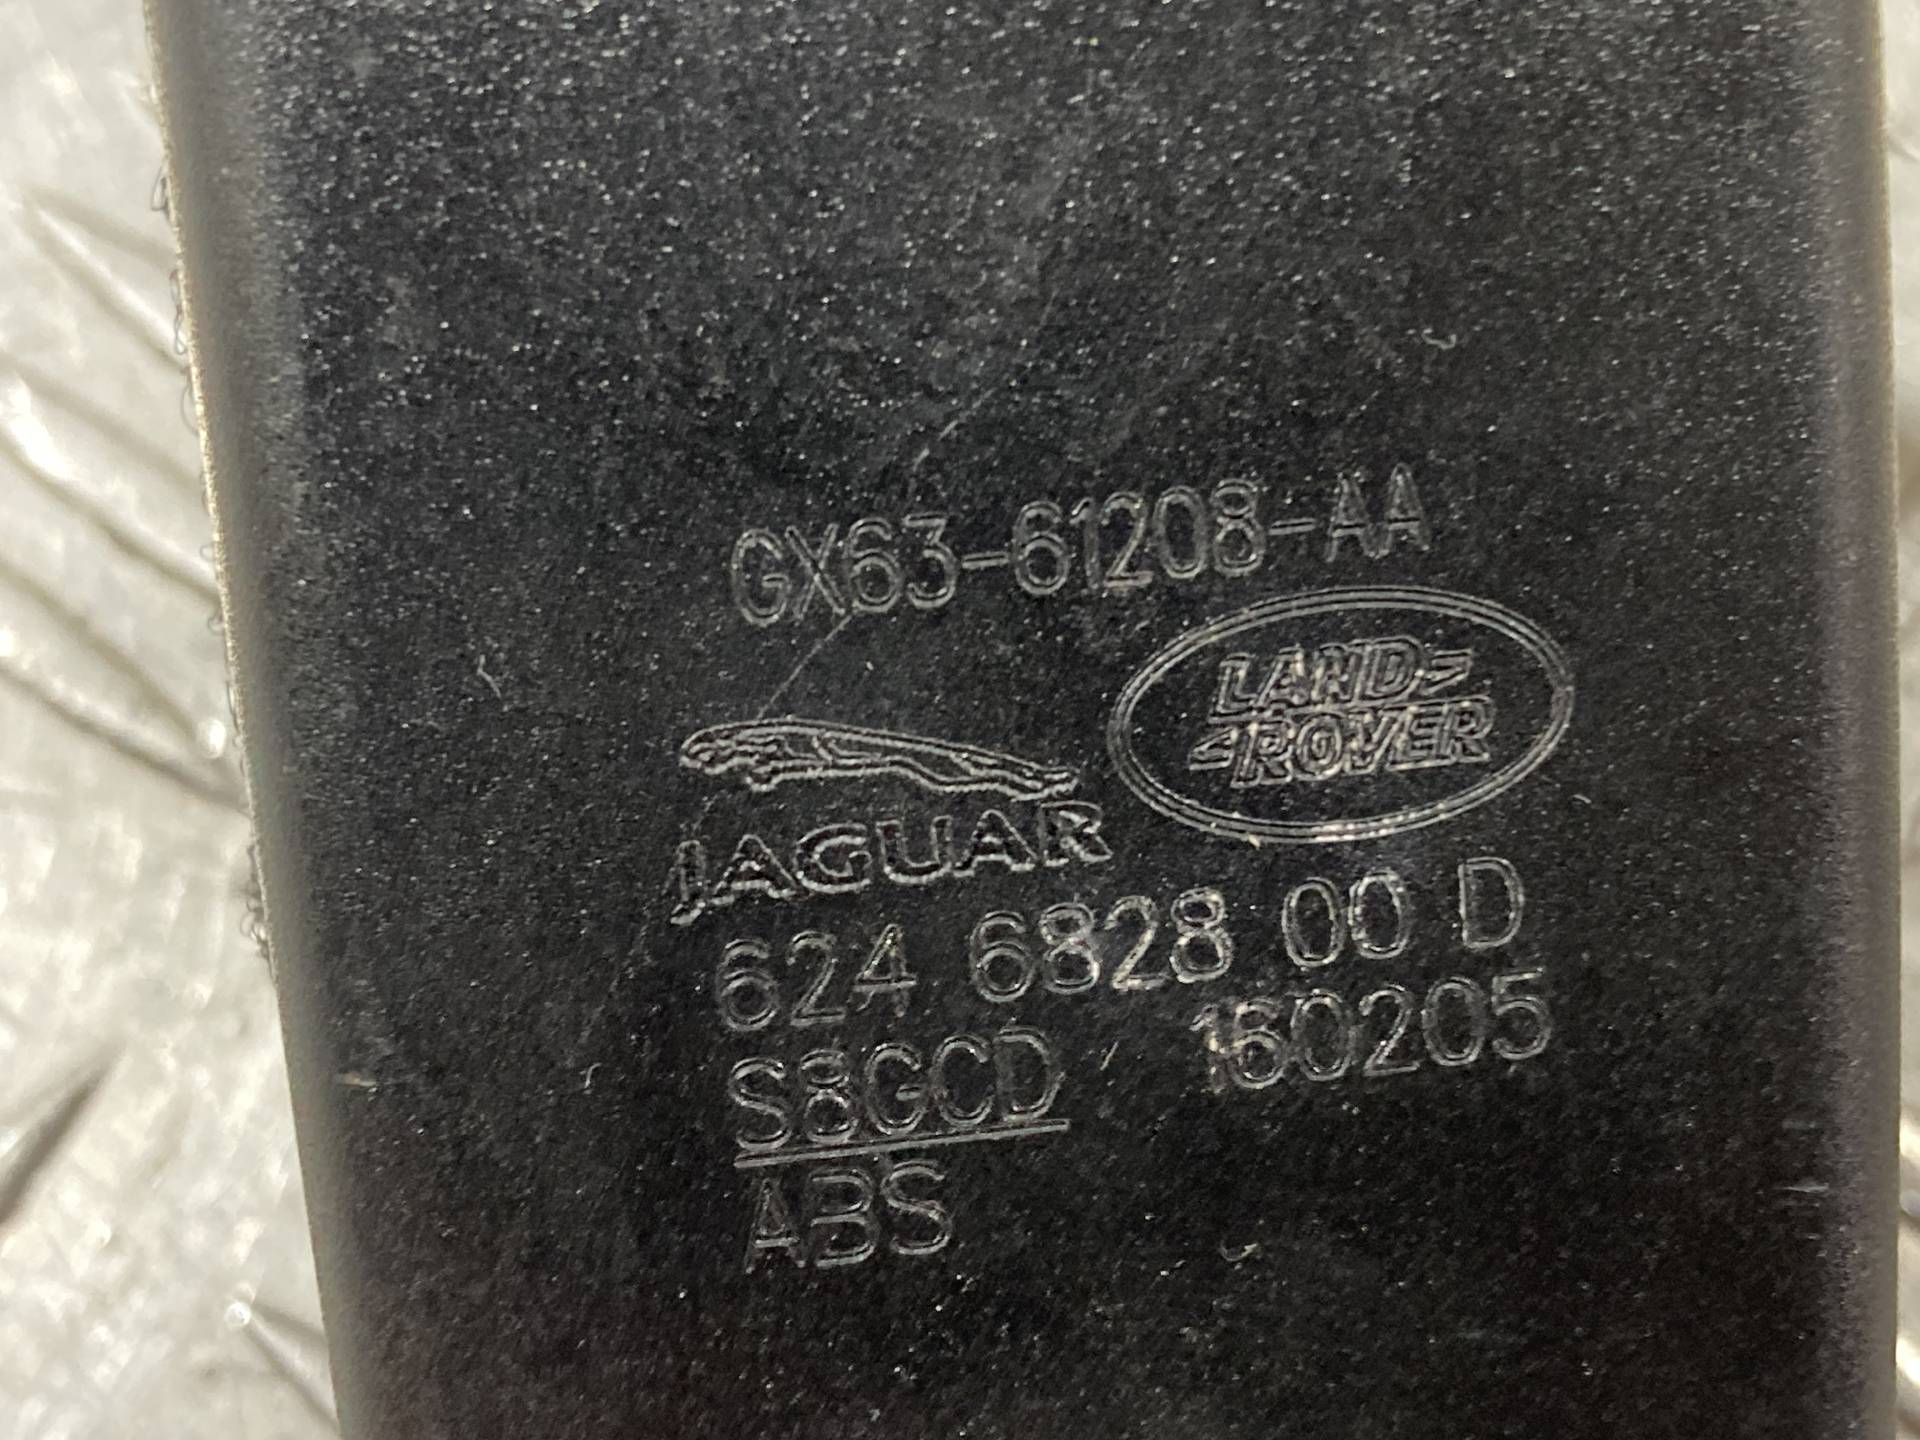 GX63-61208-AA
LAND
ROVER
JAGUAR
624 6828 00 D
S8GCD 160205
ABS